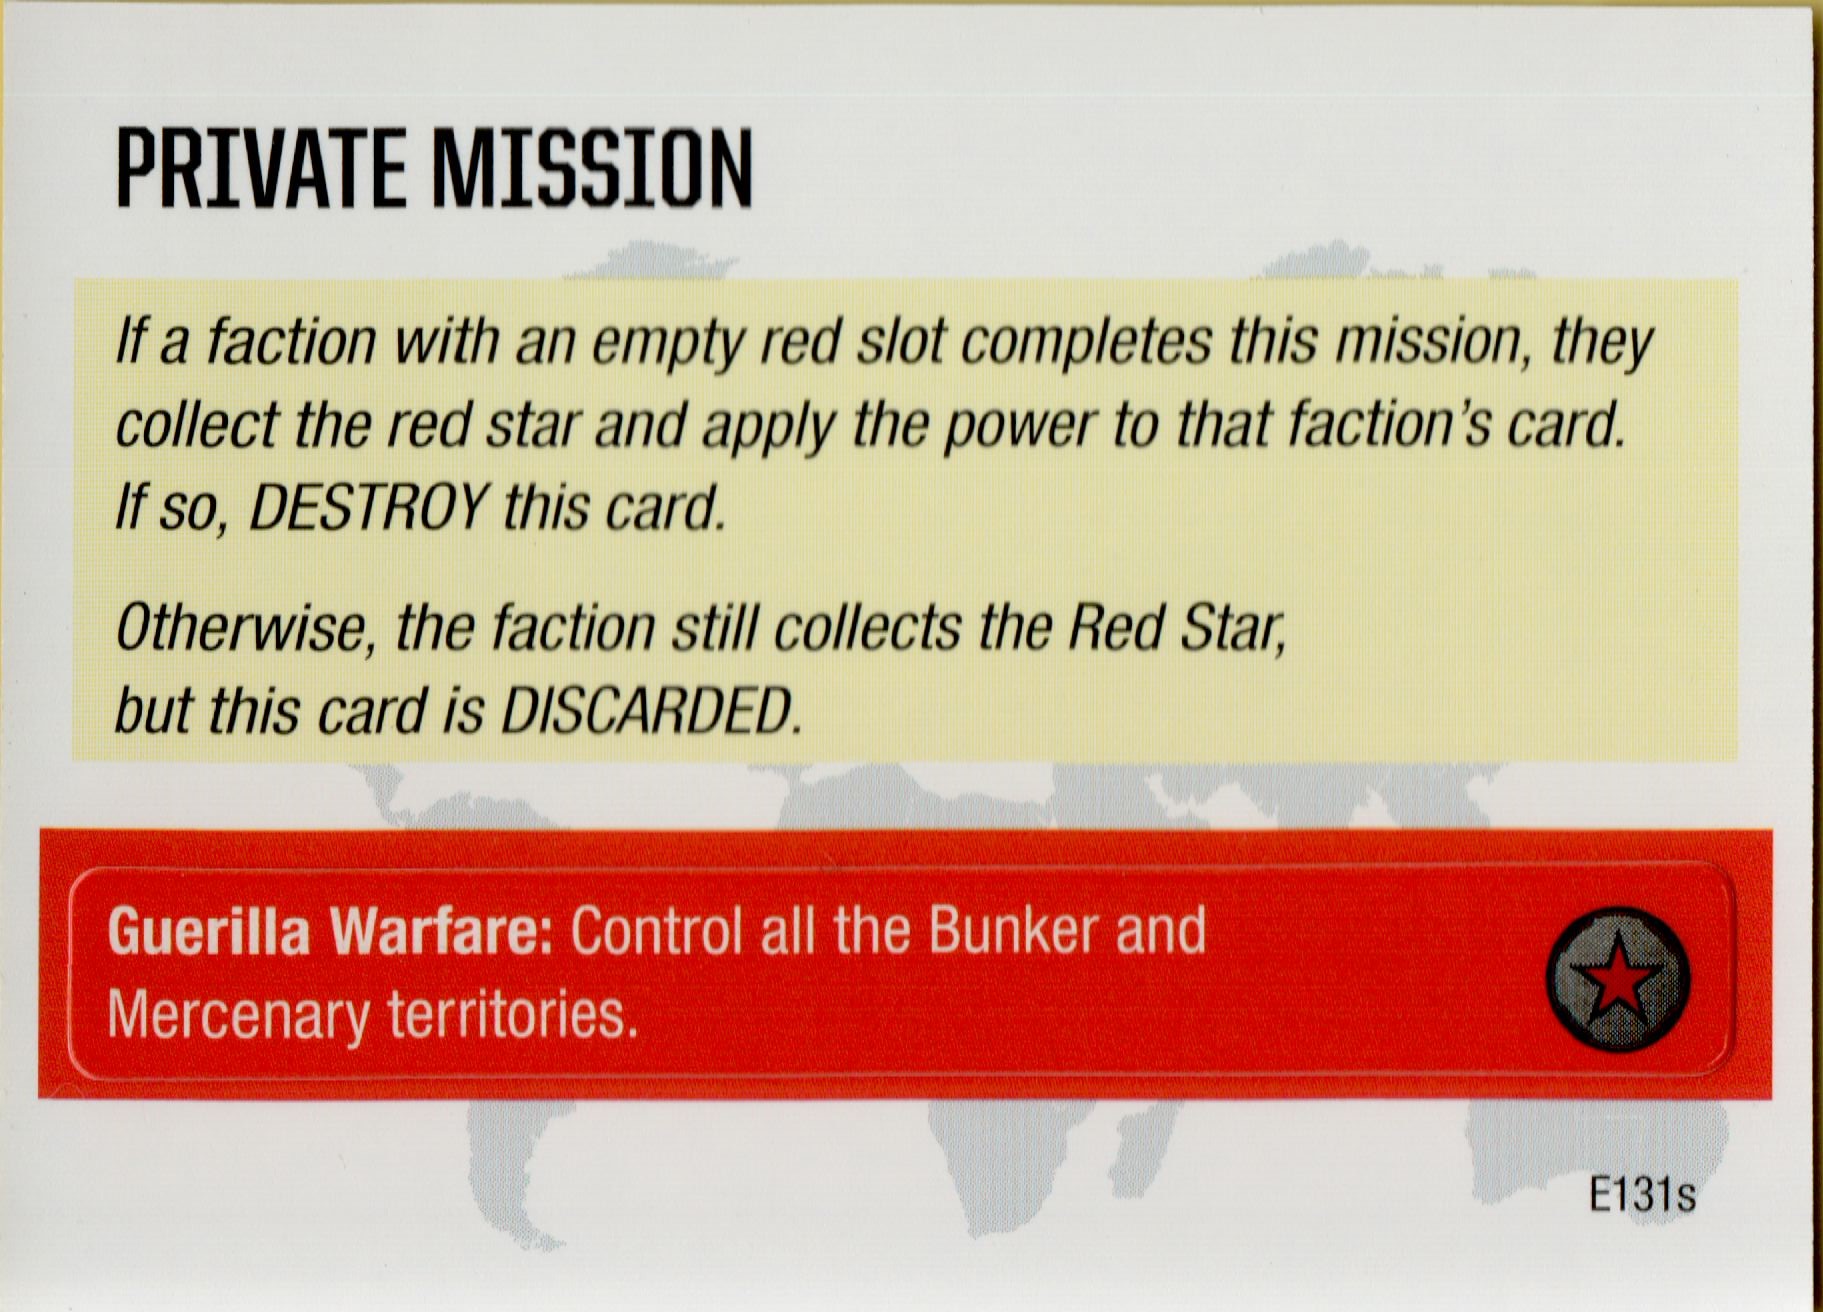 PRIVATE MISSION
If a faction with an empty red slot completes this mission, they
collect the red star and apply the power to that faction's card.
If so, DESTROY this card.
Otherwise, the faction still collects the Red Star,
but this card is DISCARDED.
Guerilla Warfare: Control all the Bunker and
Mercenary territories.
E131s